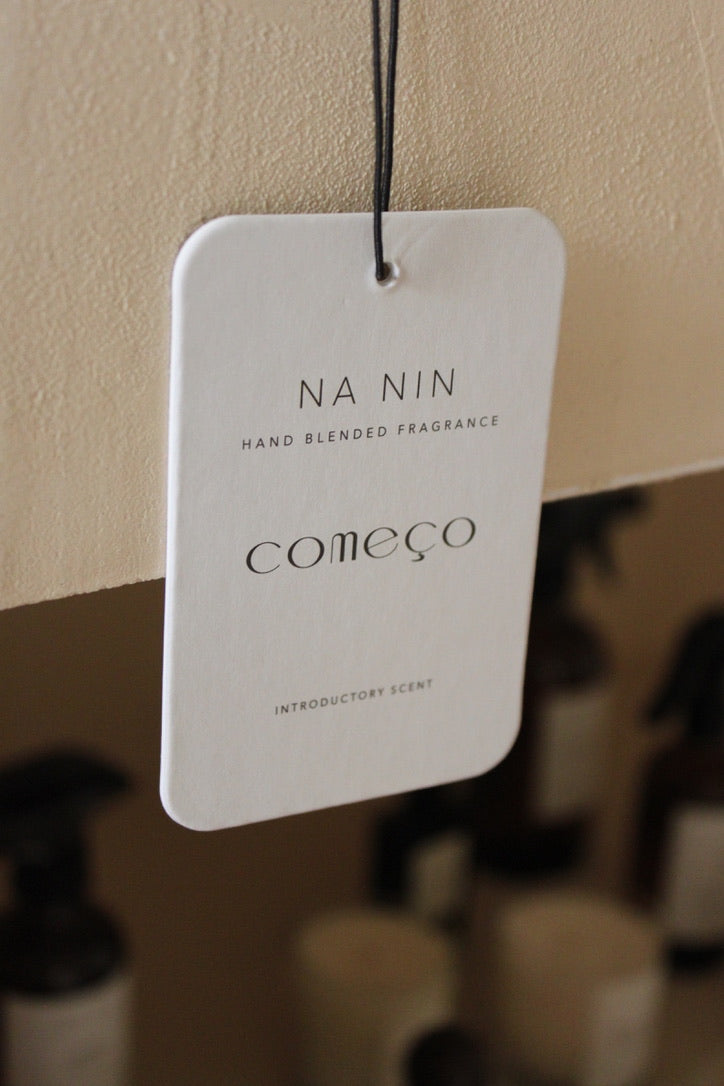 NA NIN
HAND BLENDED FRAGRANCE
começo
INTRODUCTORY SCENT